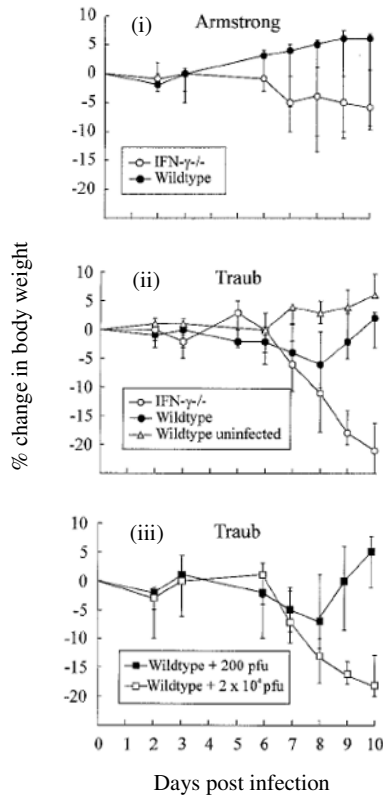 (i) Armstrong
10
5
0
-5
-10
-15
-20
IFN-γ-/-
Wildtype
% change in body weight
(ii) Traub
10
5
0
-5
-10
-15
-20
IFN-γ-/-
Wildtype
Wildtype uninfected
(iii) Traub
10
5
0
-5
-10
-15
-20
Wildtype + 200 pfu
Wildtype + 2 x 10⁴ pfu
0 1 2 3 4 5 6 7 8 9 10
Days post infection